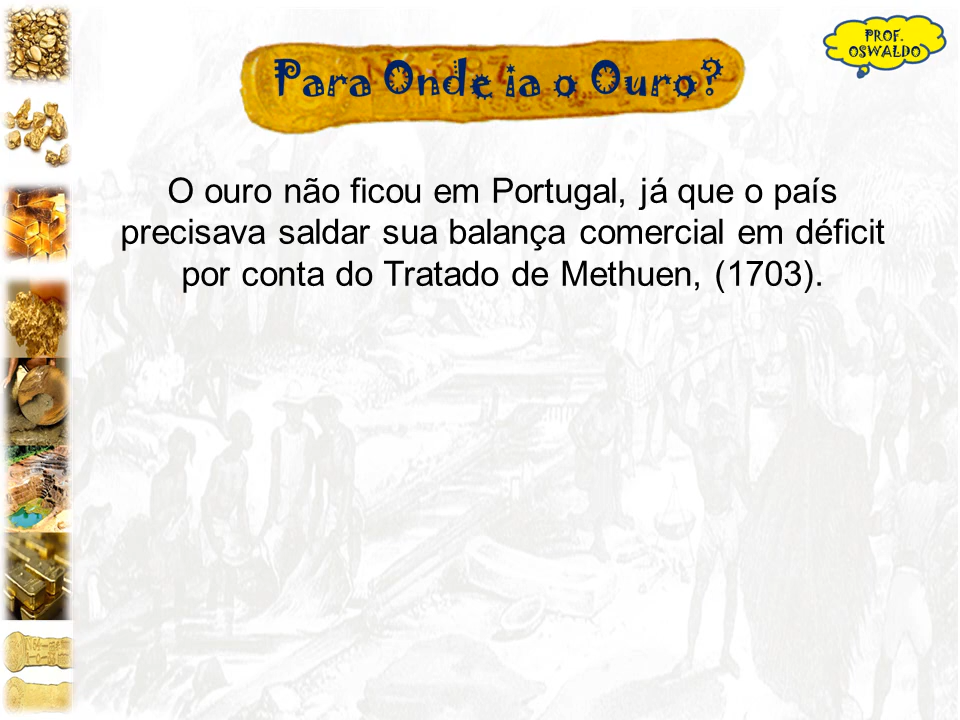 PROF.
OSWALDO
Para Onde ia o Ouro?
O ouro não ficou em Portugal, já que o país
precisava saldar sua balança comercial em déficit
por conta do Tratado de Methuen, (1703).